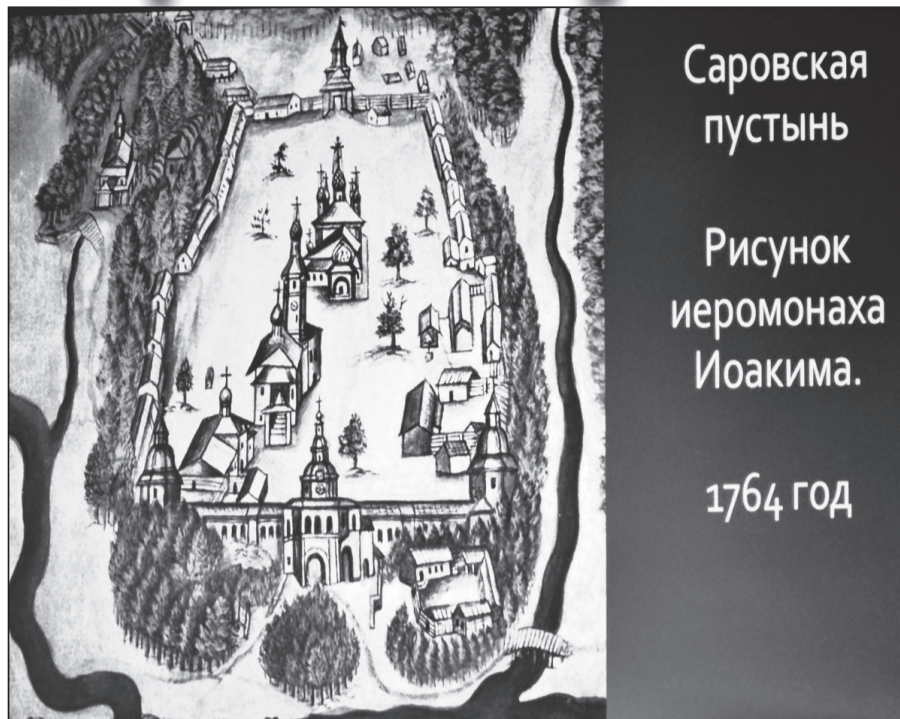 Саровская
пустынь
Рисунок
иеромонаха
Иоакима.
1764 год